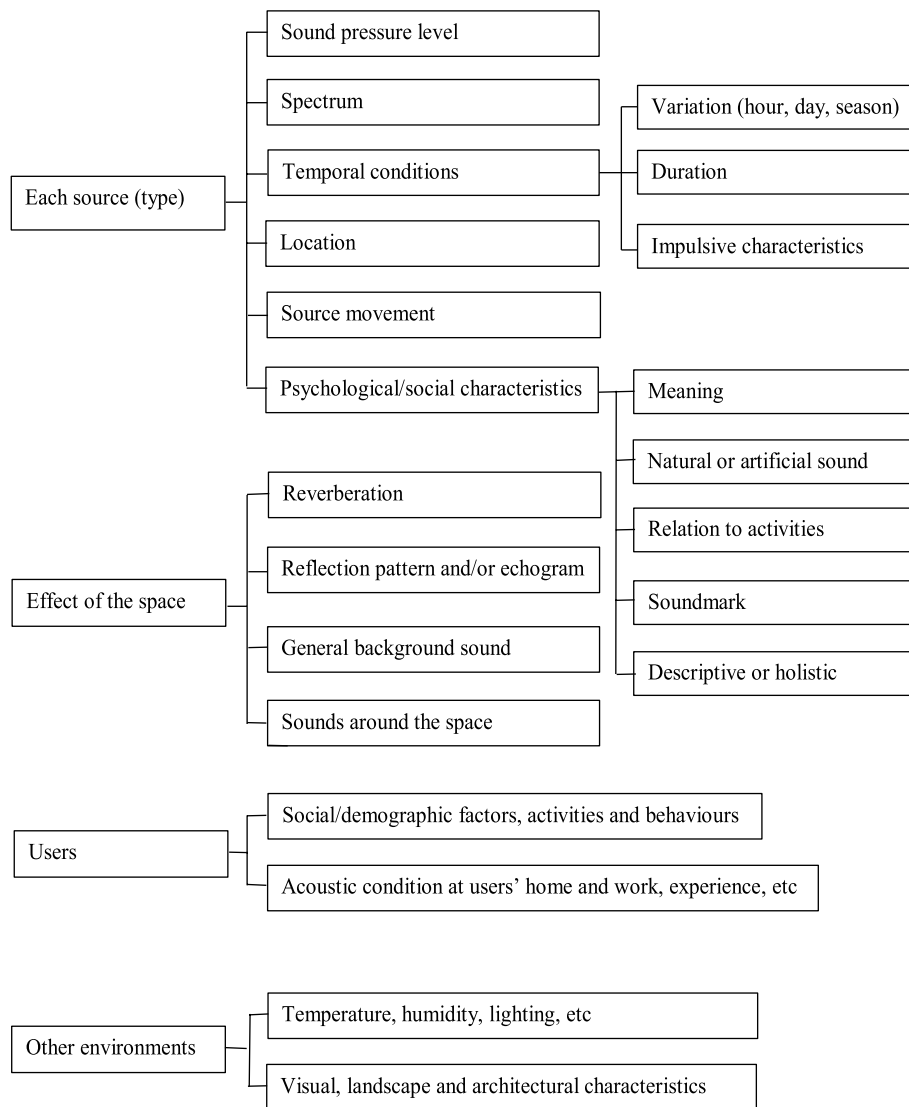 Each source (type)
Sound pressure level
Spectrum
Temporal conditions
Variation (hour, day, season)
Duration
Impulsive characteristics
Location
Source movement
Psychological/social characteristics
Meaning
Natural or artificial sound
Relation to activities
Soundmark
Descriptive or holistic
Effect of the space
Reverberation
Reflection pattern and/or echogram
General background sound
Sounds around the space
Users
Social/demographic factors, activities and behaviours
Acoustic condition at users’ home and work, experience, etc
Other environments
Temperature, humidity, lighting, etc
Visual, landscape and architectural characteristics